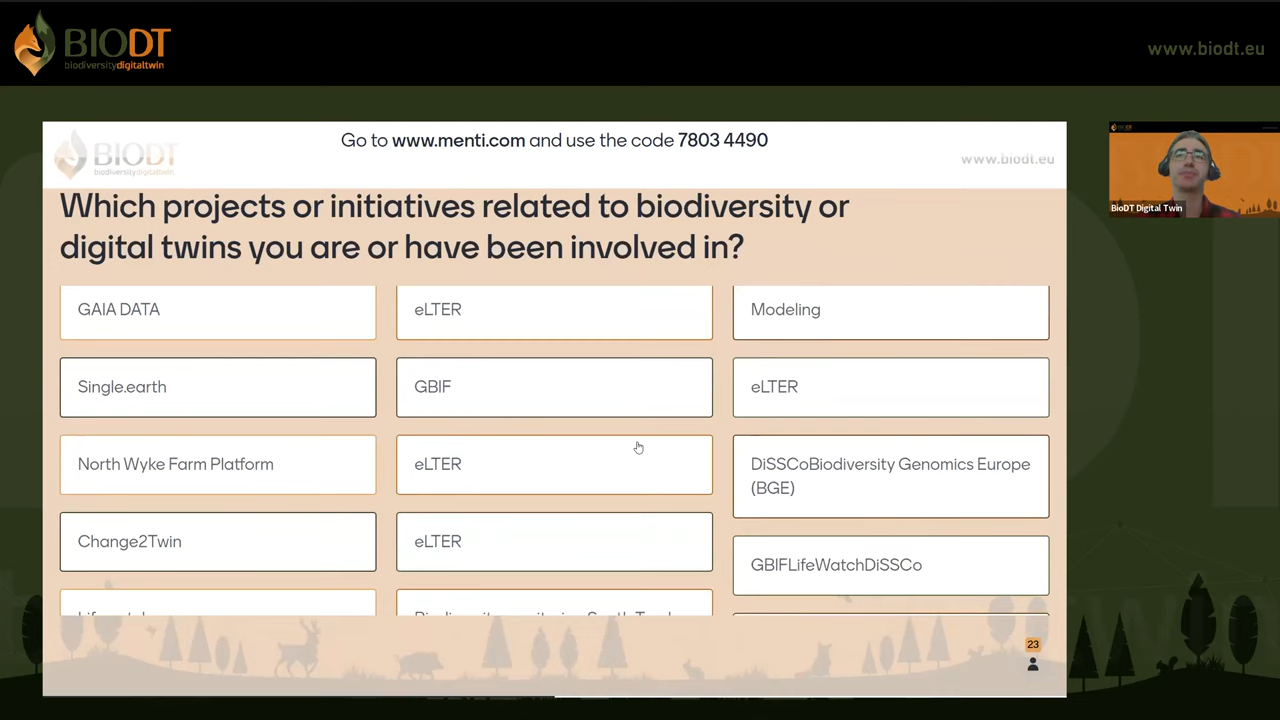 BIODT
biodiversitydigitaltwin
www.biodt.eu
Go to www.menti.com and use the code 7803 4490
BIODT
biodiversitydigitaltwin
www.biodt.eu
BioDT Digital Twin
Which projects or initiatives related to biodiversity or
digital twins you are or have been involved in?
GAIA DATA
eLTER
Modeling
Single.earth
GBIF
eLTER
North Wyke Farm Platform
eLTER
DiSSCoBiodiversity Genomics Europe
(BGE)
Change2Twin
eLTER
GBIFLifeWatchDiSSCo
23